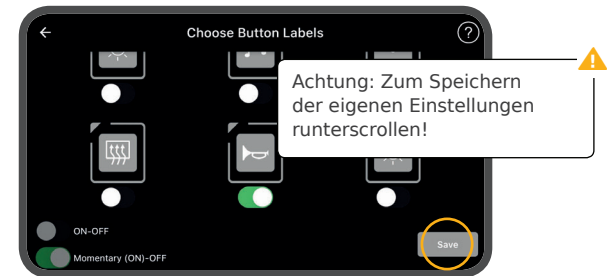 Choose Button Labels
?
Achtung: Zum Speichern
der eigenen Einstellungen
runterscrollen!
ON-OFF
Save
Momentary (ON)-OFF